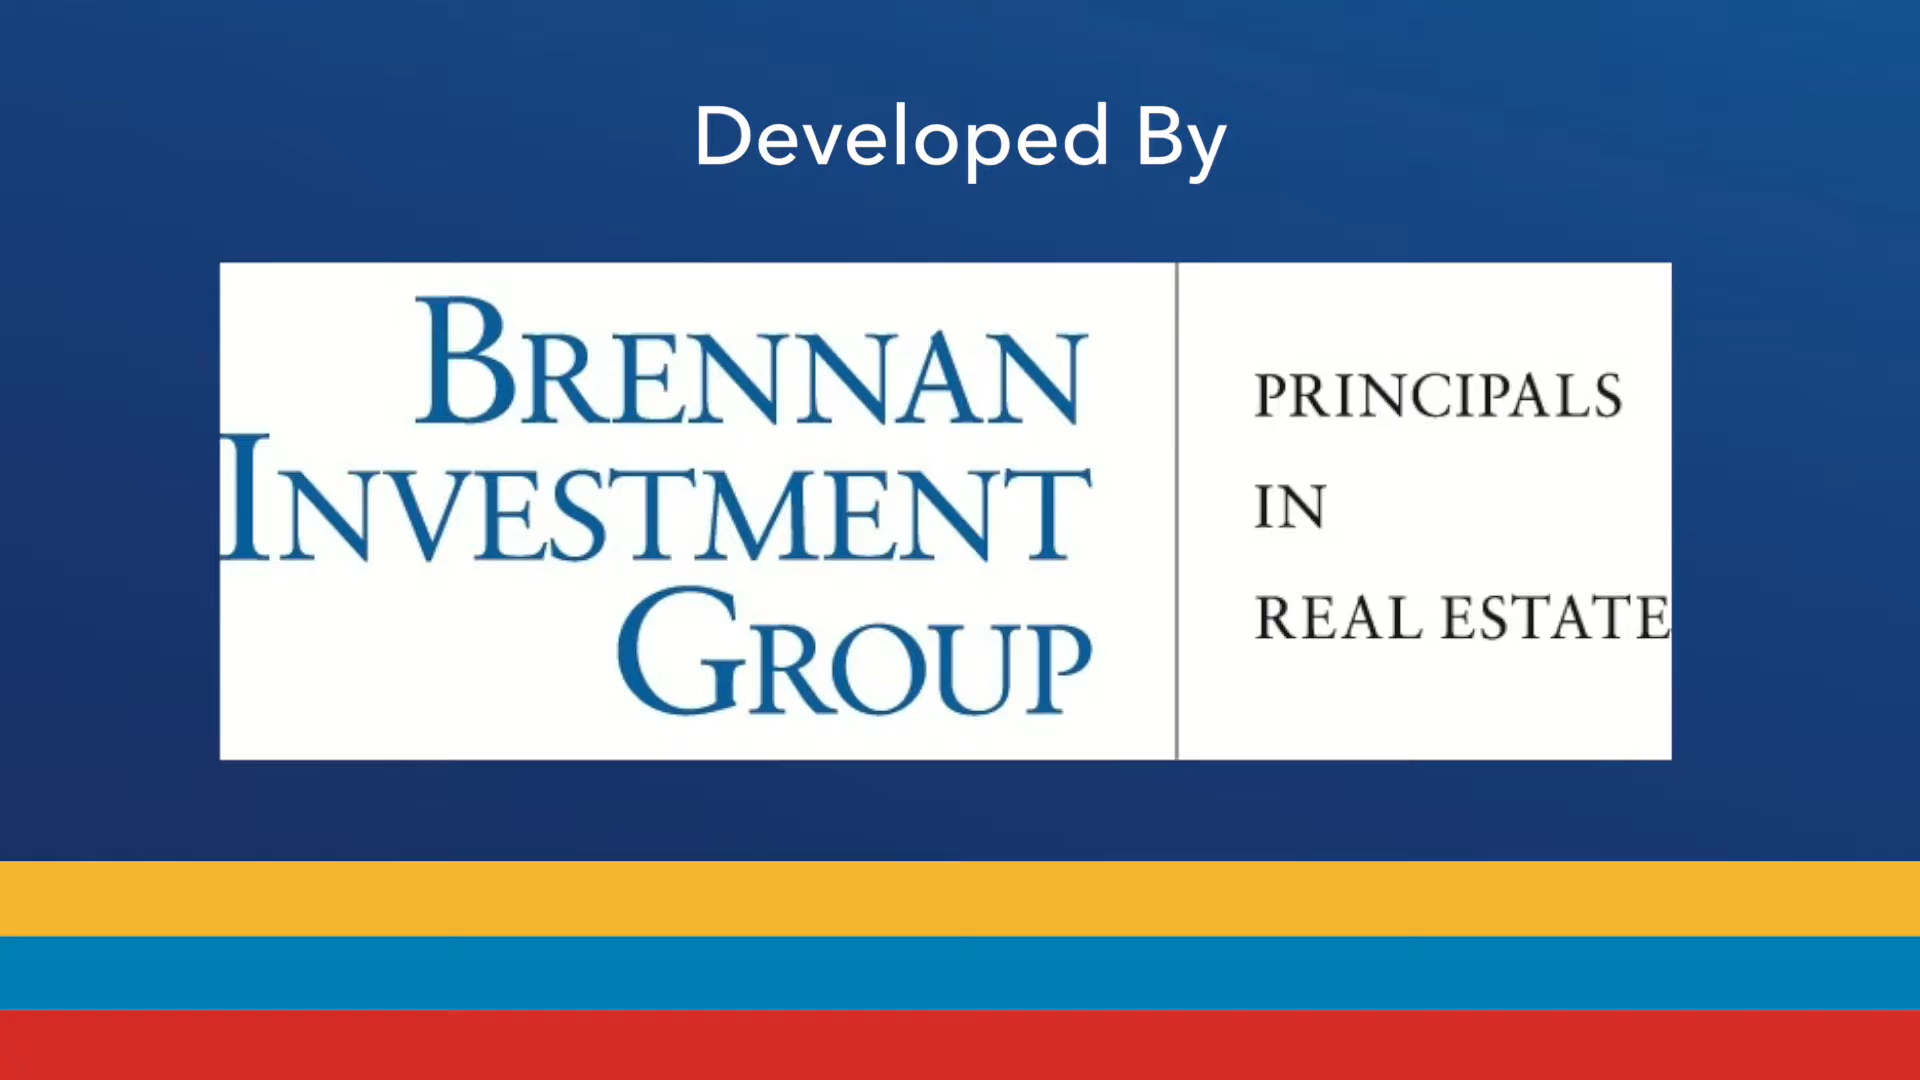 Developed By
BRENNAN
INVESTMENT
GROUP
PRINCIPALS
IN
REAL ESTATE